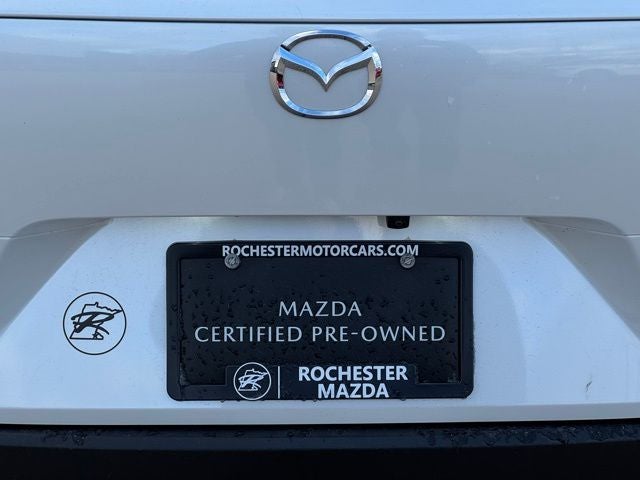 ROCHESTERMOTORCARS.COM
MAZDA
CERTIFIED PRE-OWNED
ROCHESTER
MAZDA